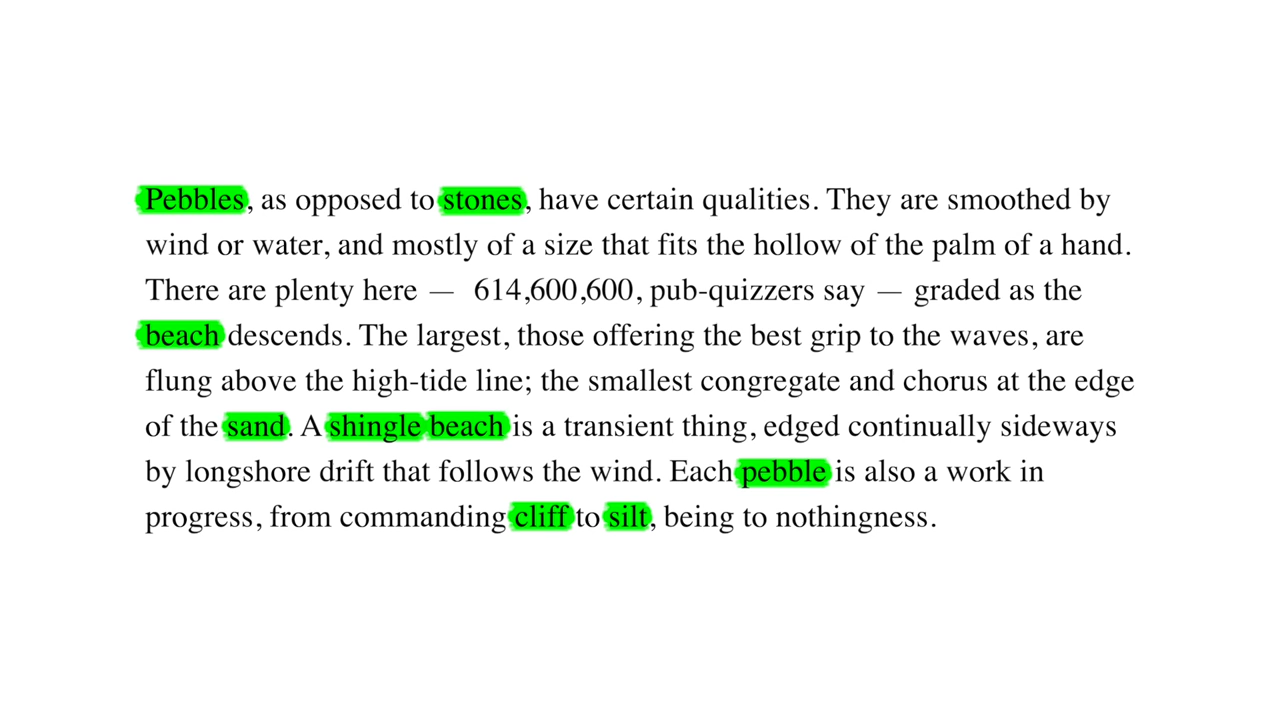 Pebbles, as opposed to stones, have certain qualities. They are smoothed by
wind or water, and mostly of a size that fits the hollow of the palm of a hand.
There are plenty here — 614,600,600, pub-quizzers say — graded as the
beach descends. The largest, those offering the best grip to the waves, are
flung above the high-tide line; the smallest congregate and chorus at the edge
of the sand. A shingle beach is a transient thing, edged continually sideways
by longshore drift that follows the wind. Each pebble is also a work in
progress, from commanding cliff to silt, being to nothingness.